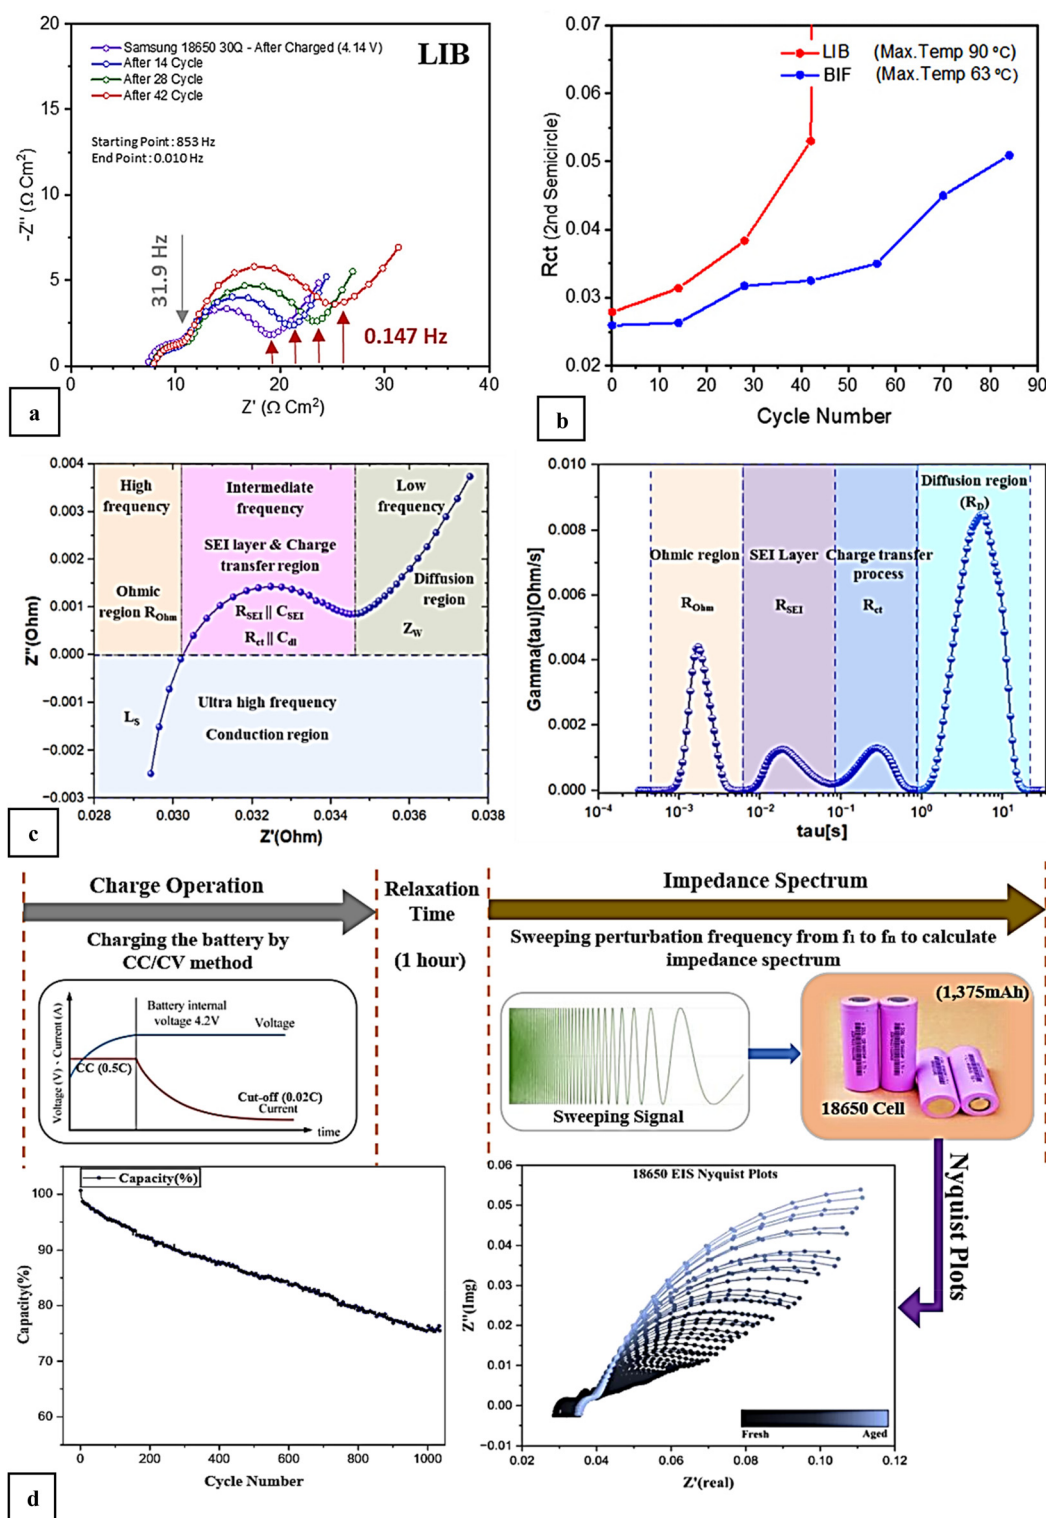 20
15
10
5
0
-Z" (Ω Cm²)
Samsung 18650 30Q - After Charged (4.14 V)
After 14 Cycle
After 28 Cycle
After 42 Cycle
LIB
Starting Point : 853 Hz
End Point : 0.010 Hz
31.9 Hz
0.147 Hz
0 10 20 30 40
Z' (Ω Cm²)
a
0.07
0.06
0.05
0.04
0.03
0.02
Rct (2nd Semicircle)
LIB (Max.Temp 90 ºC)
BIF (Max.Temp 63 ºC)
0 10 20 30 40 50 60 70 80 90
Cycle Number
b
0.004
0.003
0.002
0.001
0.000
−0.001
−0.002
−0.003
Z''(Ohm)
High
frequency
Ohmic
region ROhm
Intermediate
frequency
SEI layer & Charge
transfer region
RSEI || CSEI
Rct || Cdl
Low
frequency
Diffusion
region
ZW
LS
Ultra high frequency
Conduction region
0.028 0.030 0.032 0.034 0.036 0.038
Z'(Ohm)
c
0.010
0.008
0.006
0.004
0.002
0.000
Gamma(tau)[Ohm/s]
Ohmic region
ROhm
SEI Layer
RSEI
Charge transfer
process
Rct
Diffusion region
(RD)
10⁻⁴ 10⁻³ 10⁻² 10⁻¹ 10⁰ 10¹
tau[s]
Charge Operation
Charging the battery by
CC/CV method
Voltage (V) 、Current (A)
Battery internal
voltage 4.2V
Voltage
CC (0.5C)
Cut-off (0.02C)
Current
time
Relaxation
Time
(1 hour)
Impedance Spectrum
Sweeping perturbation frequency from f1 to fn to calculate
impedance spectrum
Sweeping Signal
(1,375mAh)
18650 Cell
Nyquist Plots
Capacity(%)
100
90
80
70
60
Capacity(%)
0 200 400 600 800 1000
Cycle Number
18650 EIS Nyquist Plots
0.06
0.05
0.04
0.03
0.02
0.01
0.00
−0.01
Z''(Img)
Fresh Aged
0.02 0.04 0.06 0.08 0.10 0.12
Z'(real)
d